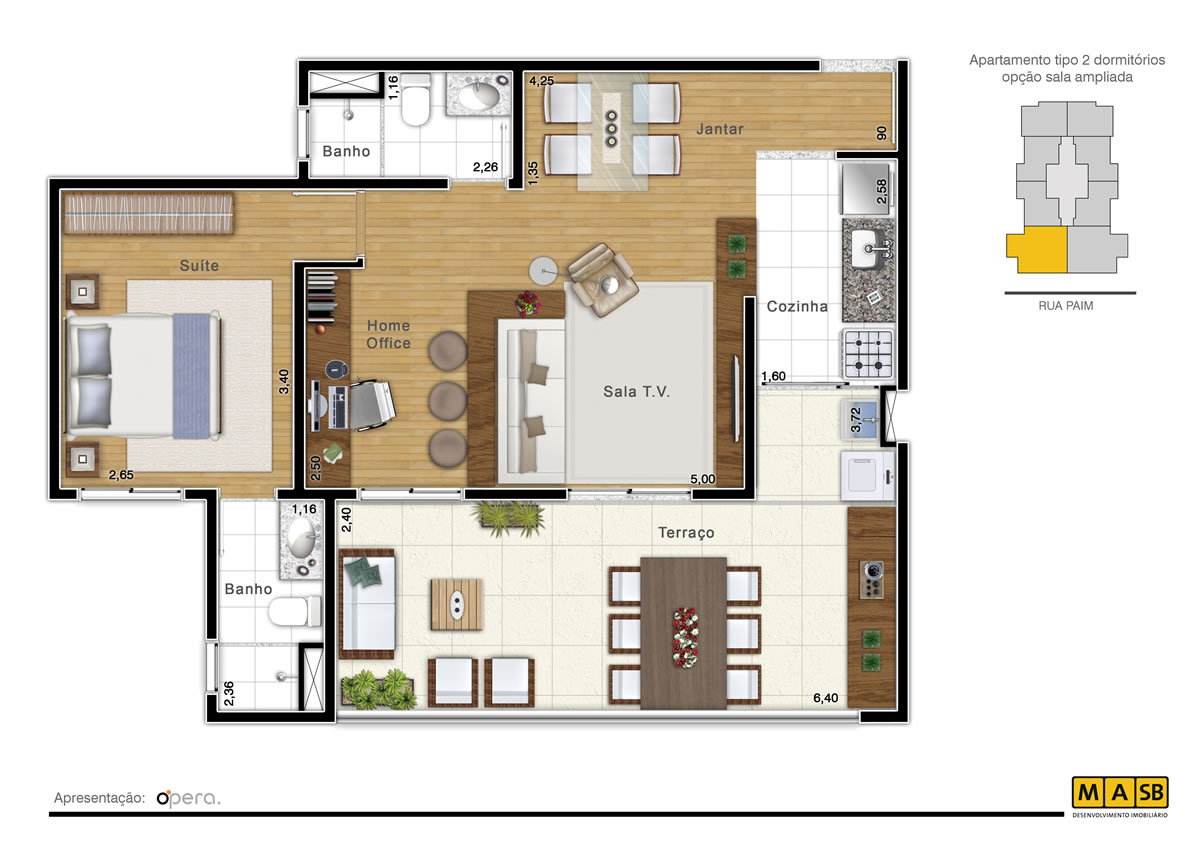 Apartamento tipo 2 dormitórios
opção sala ampliada
RUA PAIM
4,25
1,16
Jantar
90
Banho
2,26
1,35
2,58
Suíte
Cozinha
Home
Office
3,40
Sala T.V.
1,60
3,72
2,65
2,50
5,00
1,16
2,40
Terraço
Banho
2,36
6,40
Apresentação: Opera.
MASB
DESENVOLVIMENTO IMOBILIÁRIO